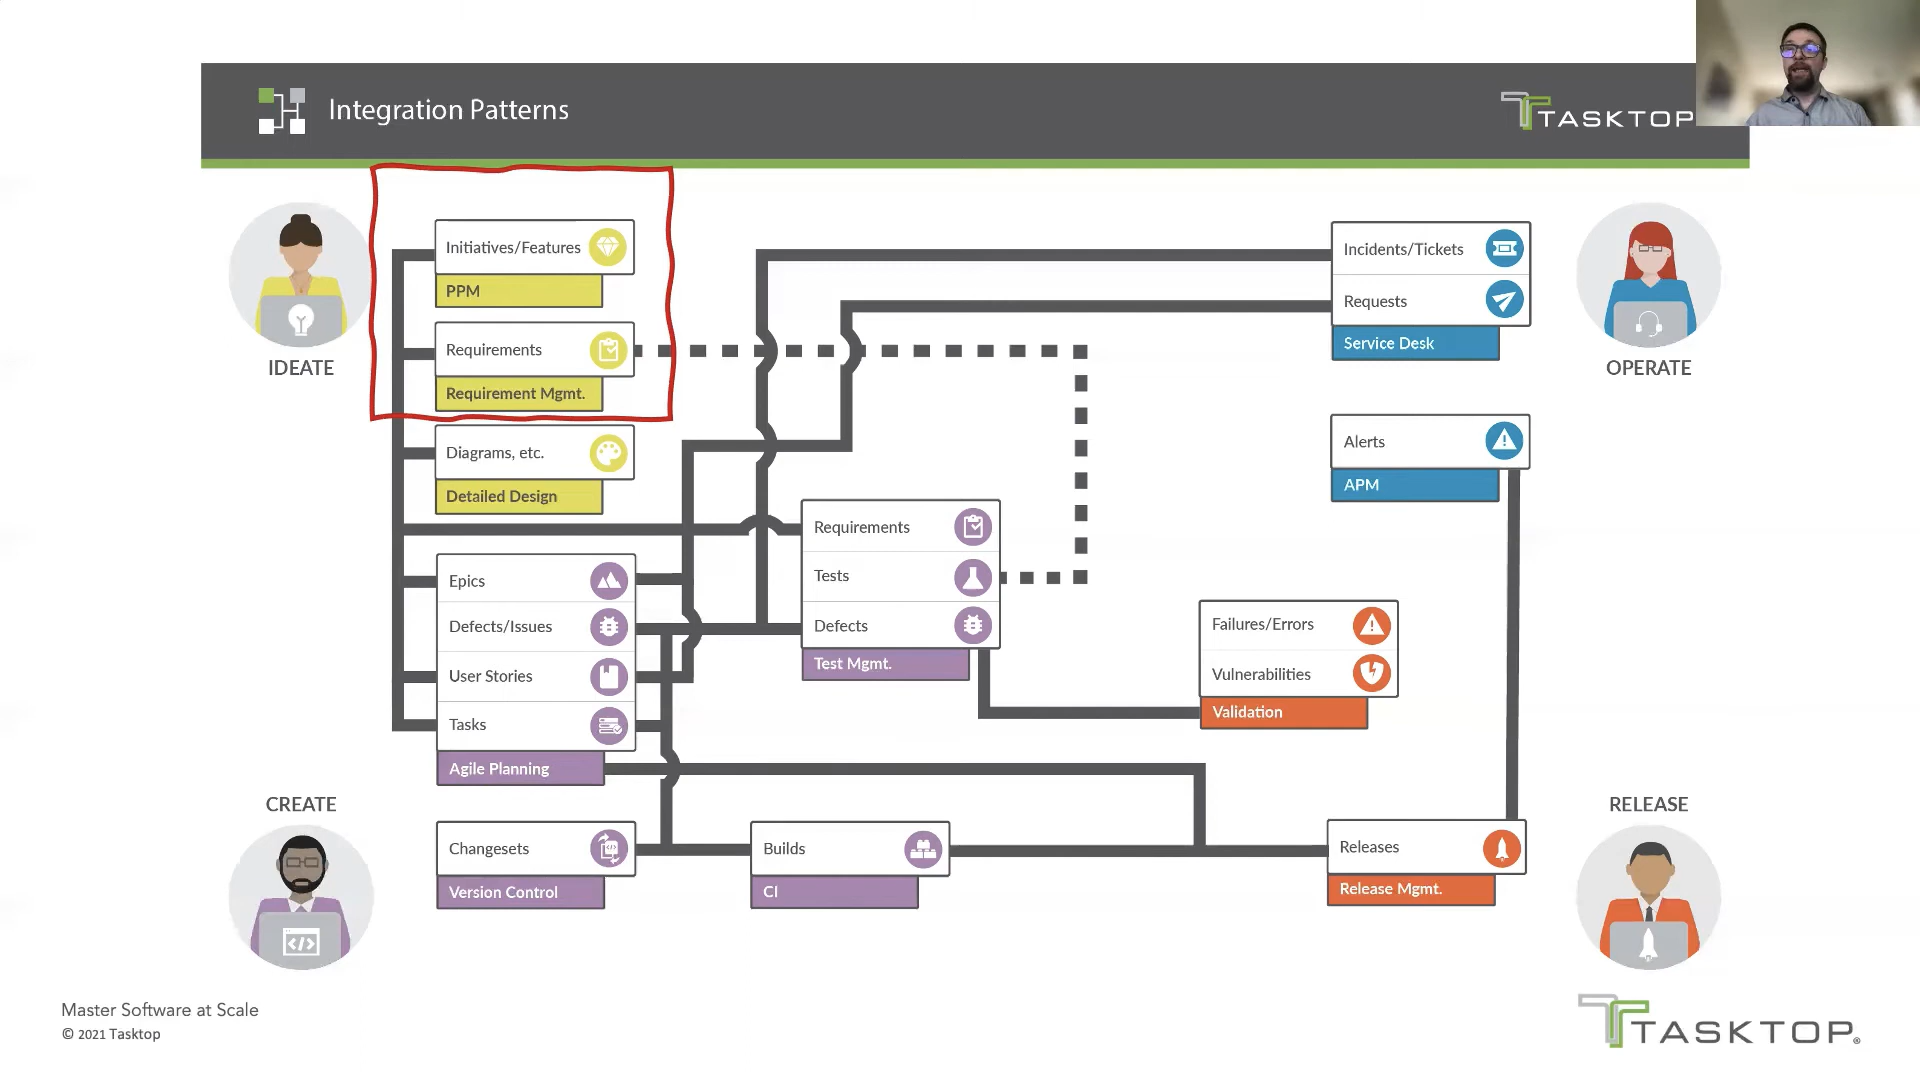 Integration Patterns
TASKTOP
Initiatives/Features
PPM
Requirements
Requirement Mgmt.
IDEATE
Diagrams, etc.
Detailed Design
Incidents/Tickets
Requests
Service Desk
OPERATE
Alerts
APM
Requirements
Tests
Defects
Test Mgmt.
Epics
Defects/Issues
User Stories
Tasks
Agile Planning
Failures/Errors
Vulnerabilities
Validation
CREATE
Changesets
Version Control
Builds
CI
Releases
Release Mgmt.
RELEASE
Master Software at Scale
© 2021 Tasktop
TASKTOP®